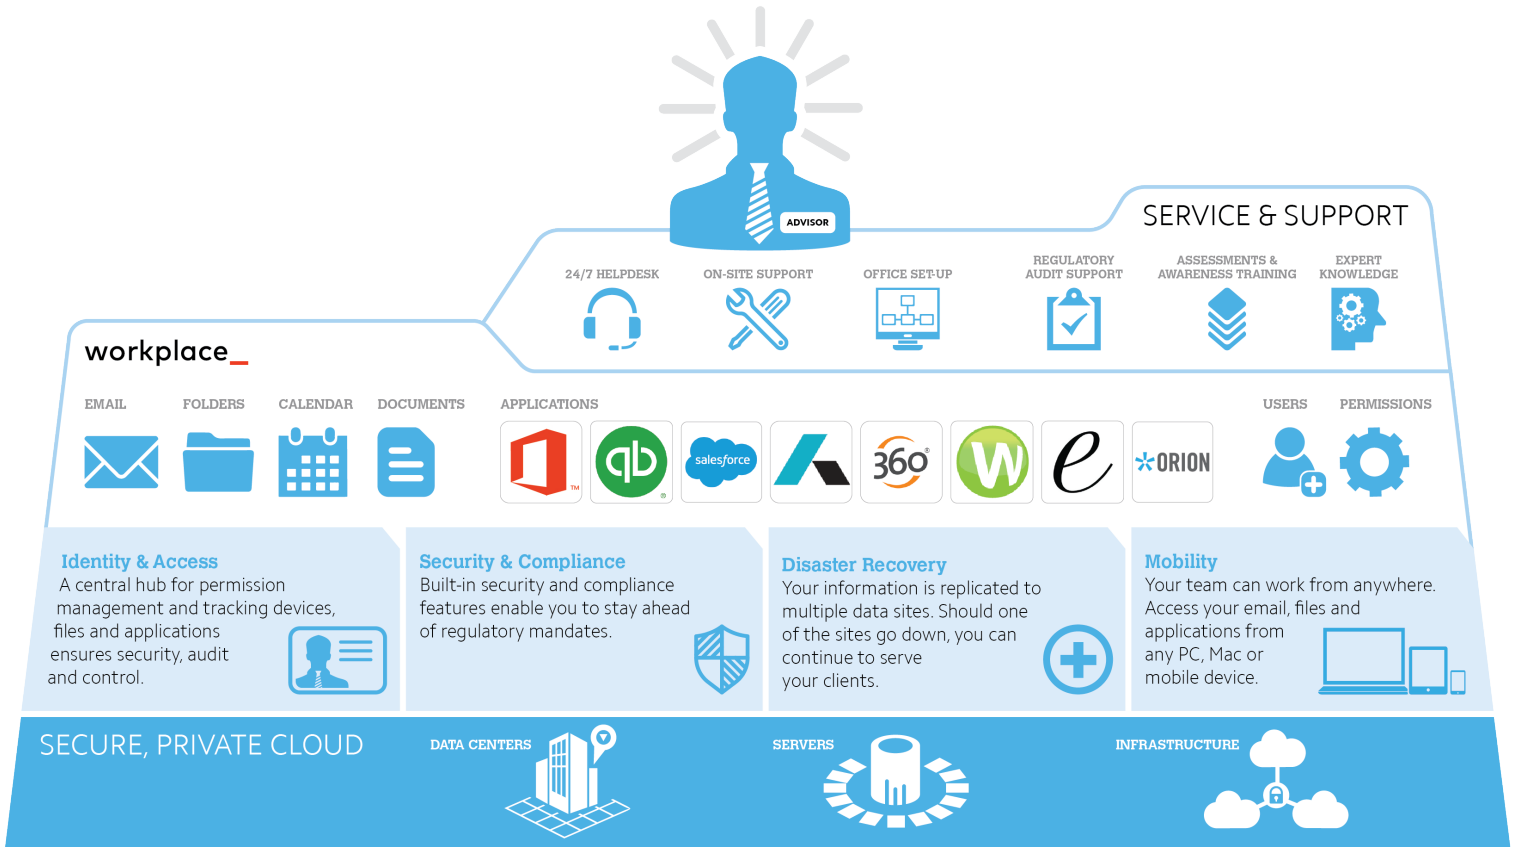 ADVISOR
SERVICE & SUPPORT
24/7 HELPDESK
ON-SITE SUPPORT
OFFICE SET-UP
REGULATORY
AUDIT SUPPORT
ASSESSMENTS &
AWARENESS TRAINING
EXPERT
KNOWLEDGE
workplace_
EMAIL
FOLDERS
CALENDAR
DOCUMENTS
APPLICATIONS
TM
qb
®
salesforce
360°
®
W
e
ORION
USERS
PERMISSIONS
Identity & Access
A central hub for permission
management and tracking devices,
files and applications
ensures security, audit
and control.
Security & Compliance
Built-in security and compliance
features enable you to stay ahead
of regulatory mandates.
Disaster Recovery
Your information is replicated to
multiple data sites. Should one
of the sites go down, you can
continue to serve
your clients.
Mobility
Your team can work from anywhere.
Access your email, files and
applications from
any PC, Mac or
mobile device.
SECURE, PRIVATE CLOUD
DATA CENTERS
SERVERS
INFRASTRUCTURE